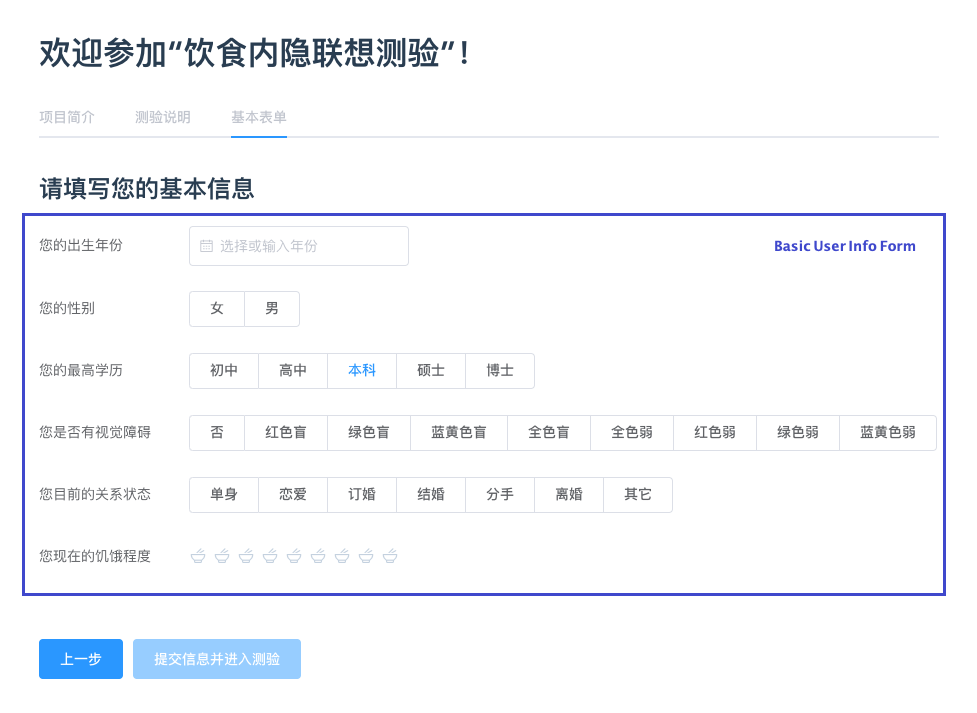 欢迎参加“饮食内隐联想测验”！
项目简介 测验说明 基本表单
请填写您的基本信息
您的出生年份 选择或输入年份 Basic User Info Form
您的性别 女 男
您的最高学历 初中 高中 本科 硕士 博士
您是否有视觉障碍 否 红色盲 绿色盲 蓝黄色盲 全色盲 全色弱 红色弱 绿色弱 蓝黄色弱
您目前的关系状态 单身 恋爱 订婚 结婚 分手 离婚 其它
您现在的饥饿程度
上一步 提交信息并进入测验